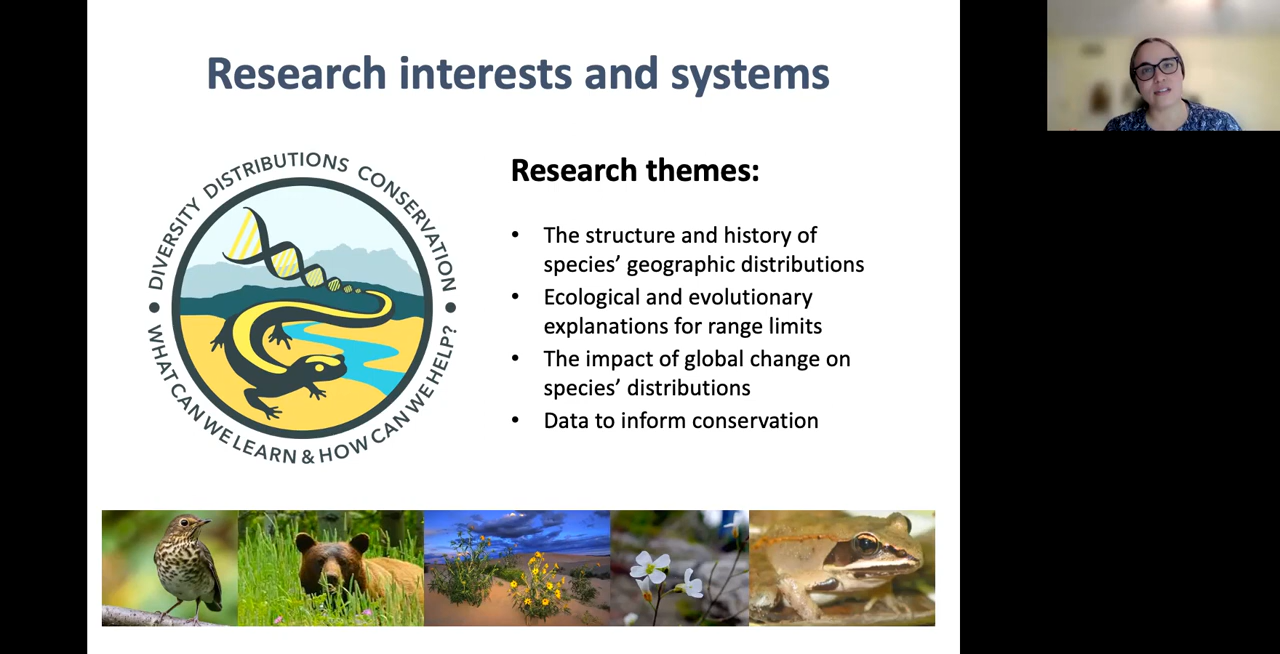 Research interests and systems
DIVERSITY DISTRIBUTIONS CONSERVATION
WHAT CAN WE LEARN & HOW CAN WE HELP?
Research themes:
• The structure and history of
species’ geographic distributions
• Ecological and evolutionary
explanations for range limits
• The impact of global change on
species’ distributions
• Data to inform conservation